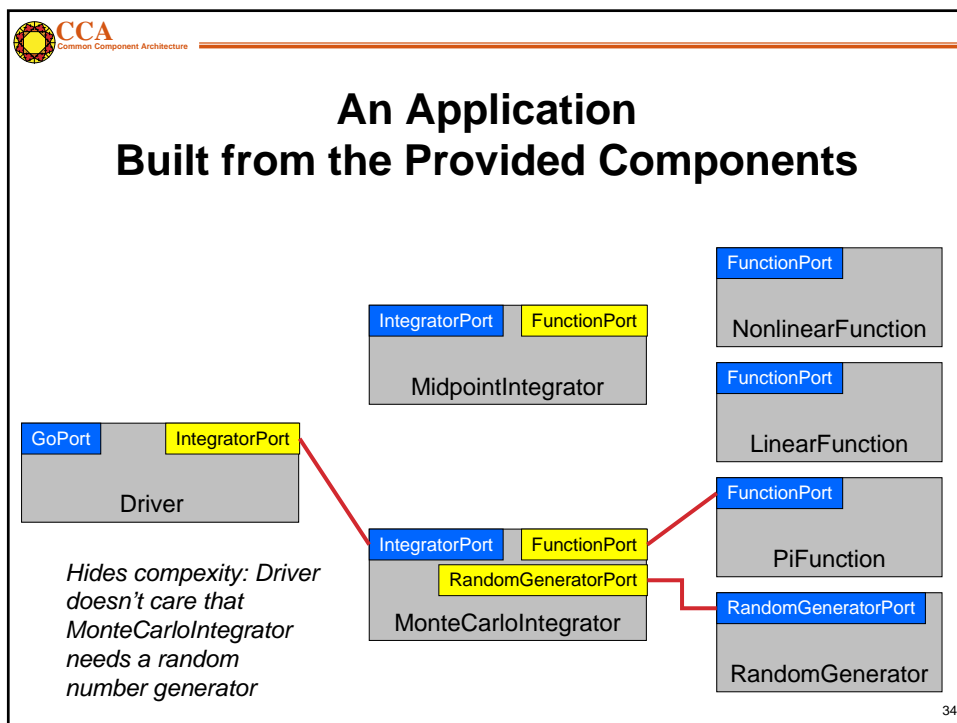 CCA
Common Component Architecture
An Application
Built from the Provided Components
FunctionPort
NonlinearFunction
IntegratorPort
FunctionPort
MidpointIntegrator
FunctionPort
LinearFunction
GoPort
IntegratorPort
Driver
FunctionPort
PiFunction
IntegratorPort
FunctionPort
RandomGeneratorPort
MonteCarloIntegrator
RandomGeneratorPort
RandomGenerator
Hides compexity: Driver
doesn't care that
MonteCarloIntegrator
needs a random
number generator
34